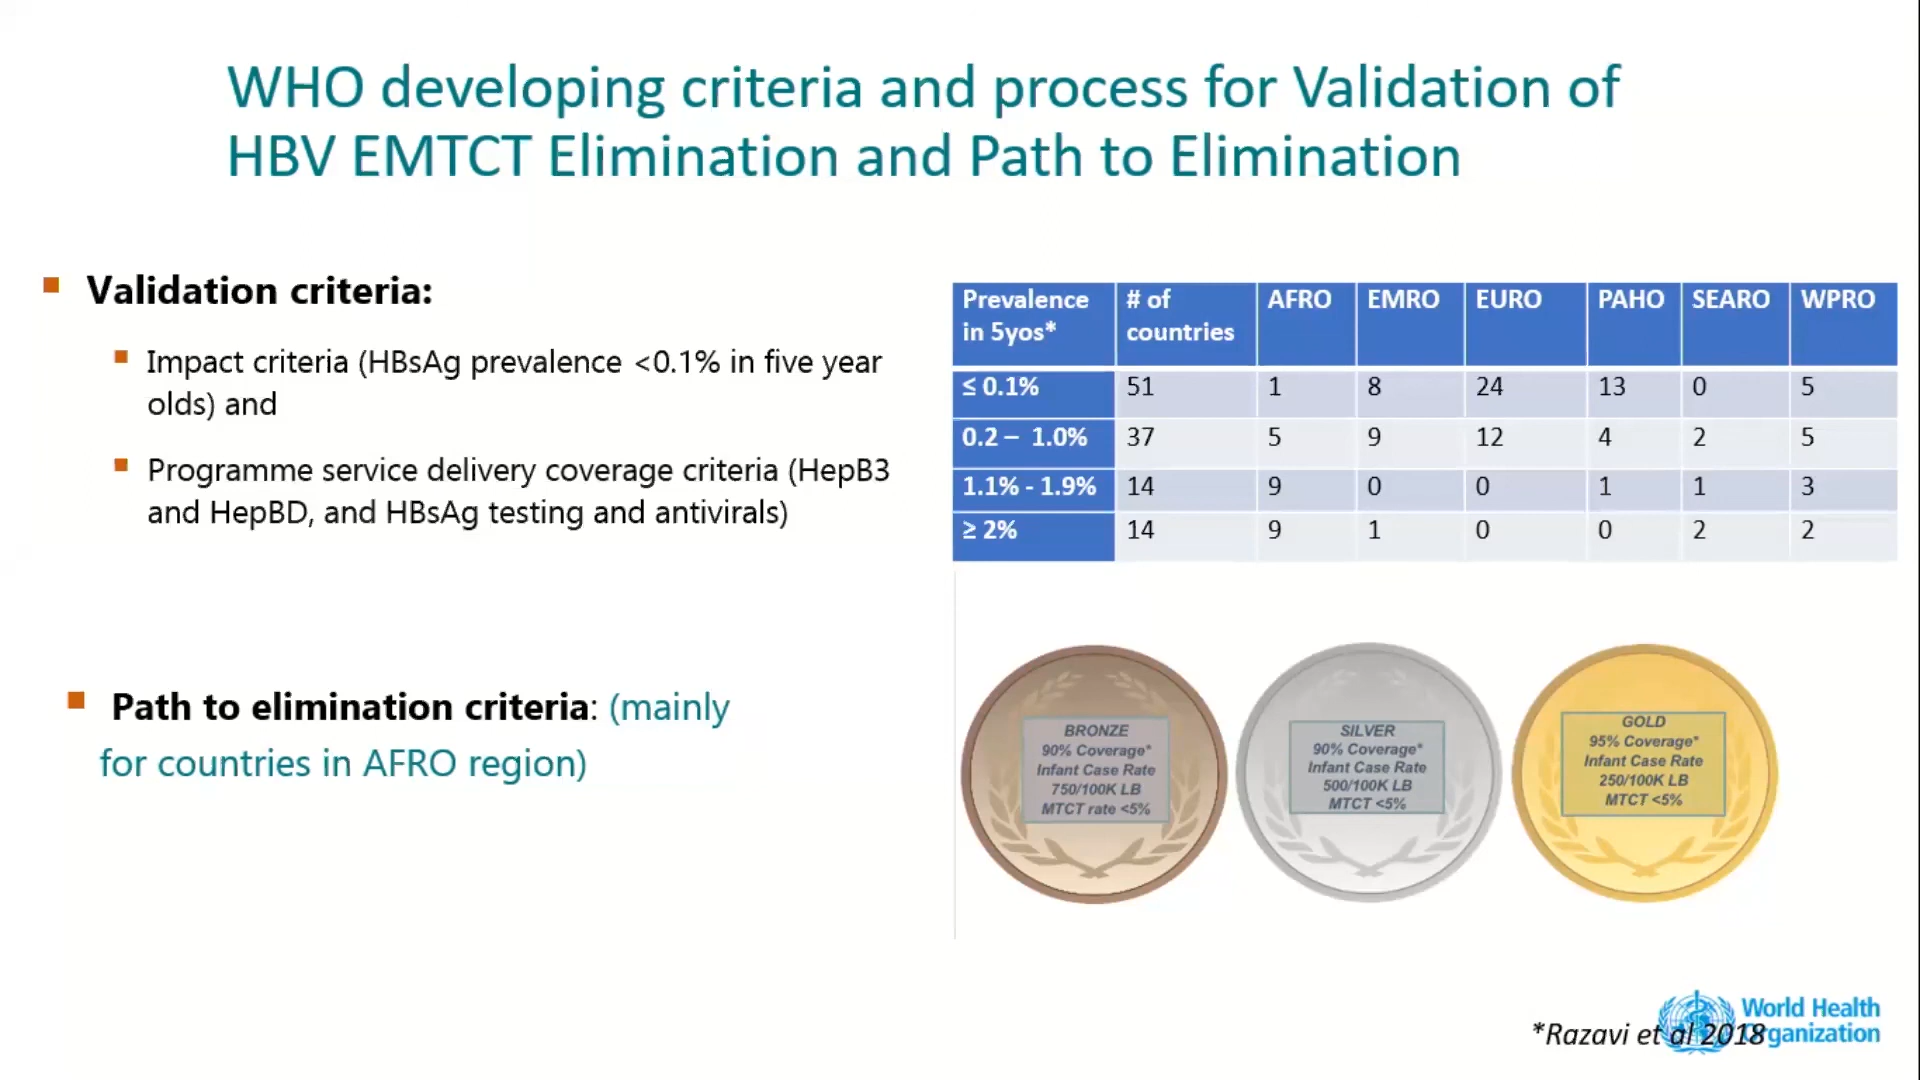 WHO developing criteria and process for Validation of
HBV EMTCT Elimination and Path to Elimination
Validation criteria:
Impact criteria (HBsAg prevalence <0.1% in five year
olds) and
Programme service delivery coverage criteria (HepB3
and HepBD, and HBsAg testing and antivirals)
Path to elimination criteria: (mainly
for countries in AFRO region)
Prevalence in 5yos* # of countries AFRO EMRO EURO PAHO SEARO WPRO
≤ 0.1% 51 1 8 24 13 0 5
0.2 – 1.0% 37 5 9 12 4 2 5
1.1% - 1.9% 14 9 0 0 1 1 3
≥ 2% 14 9 1 0 0 2 2
BRONZE
90% Coverage*
Infant Case Rate
750/100K LB
MTCT rate <5%
SILVER
90% Coverage*
Infant Case Rate
500/100K LB
MTCT <5%
GOLD
95% Coverage*
Infant Case Rate
250/100K LB
MTCT <5%
World Health
Organization
*Razavi et al 2018